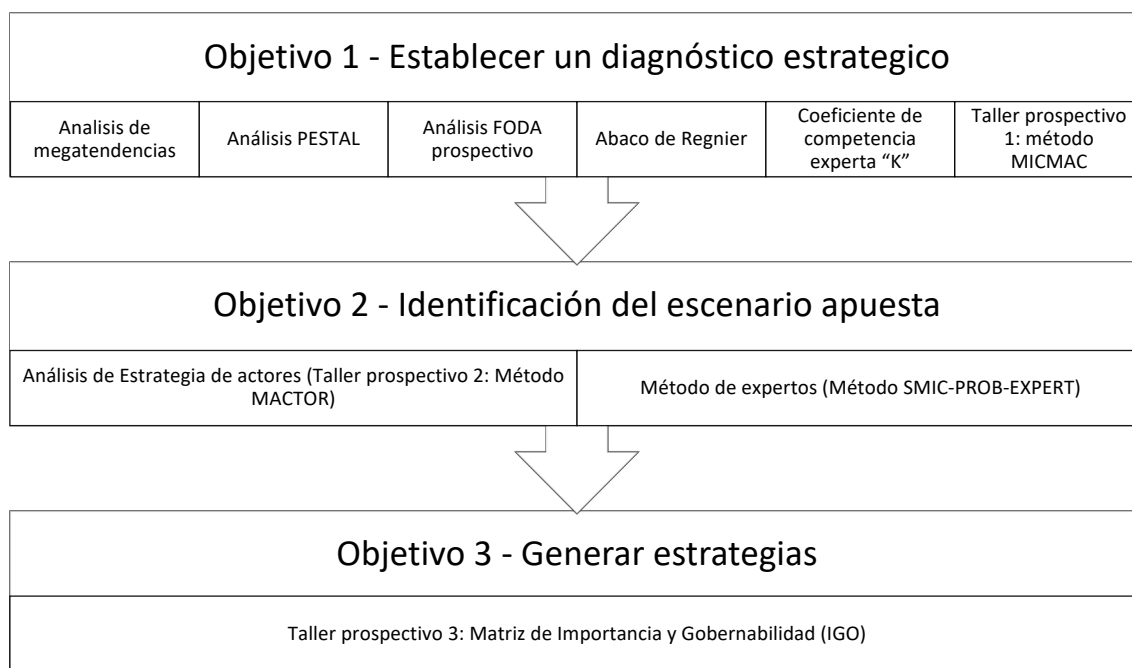 Objetivo 1 - Establecer un diagnóstico estrategico
Analisis de
megatendencias
Análisis PESTAL
Análisis FODA
prospectivo
Abaco de Regnier
Coeficiente de
competencia
experta “K”
Taller prospectivo
1: método
MICMAC
Objetivo 2 - Identificación del escenario apuesta
Análisis de Estrategia de actores (Taller prospectivo 2: Método
MACTOR)
Método de expertos (Método SMIC-PROB-EXPERT)
Objetivo 3 - Generar estrategias
Taller prospectivo 3: Matriz de Importancia y Gobernabilidad (IGO)